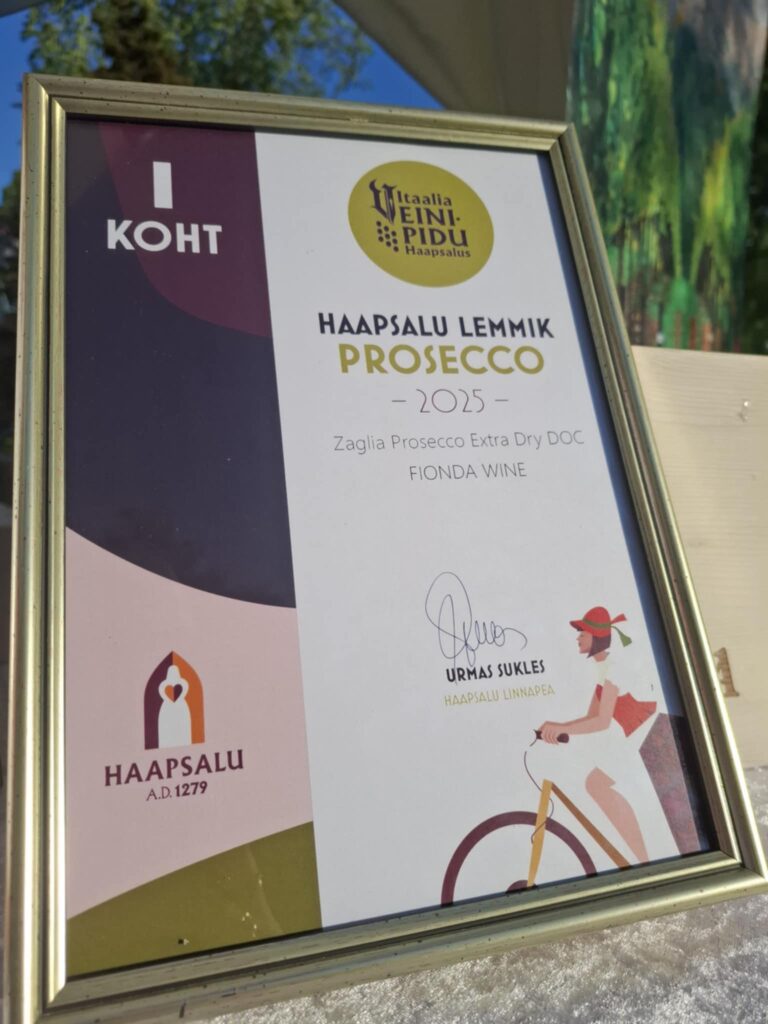 I
KOHT
Itaalia
VEINI-
PIDU
Haapsalus
HAAPSALU LEMMIK
PROSECCO
– 2025 –
Zaglia Prosecco Extra Dry DOC
FIONDA WINE
URMAS SUKLES
HAAPSALU LINNAPEA
HAAPSALU
A.D. 1279